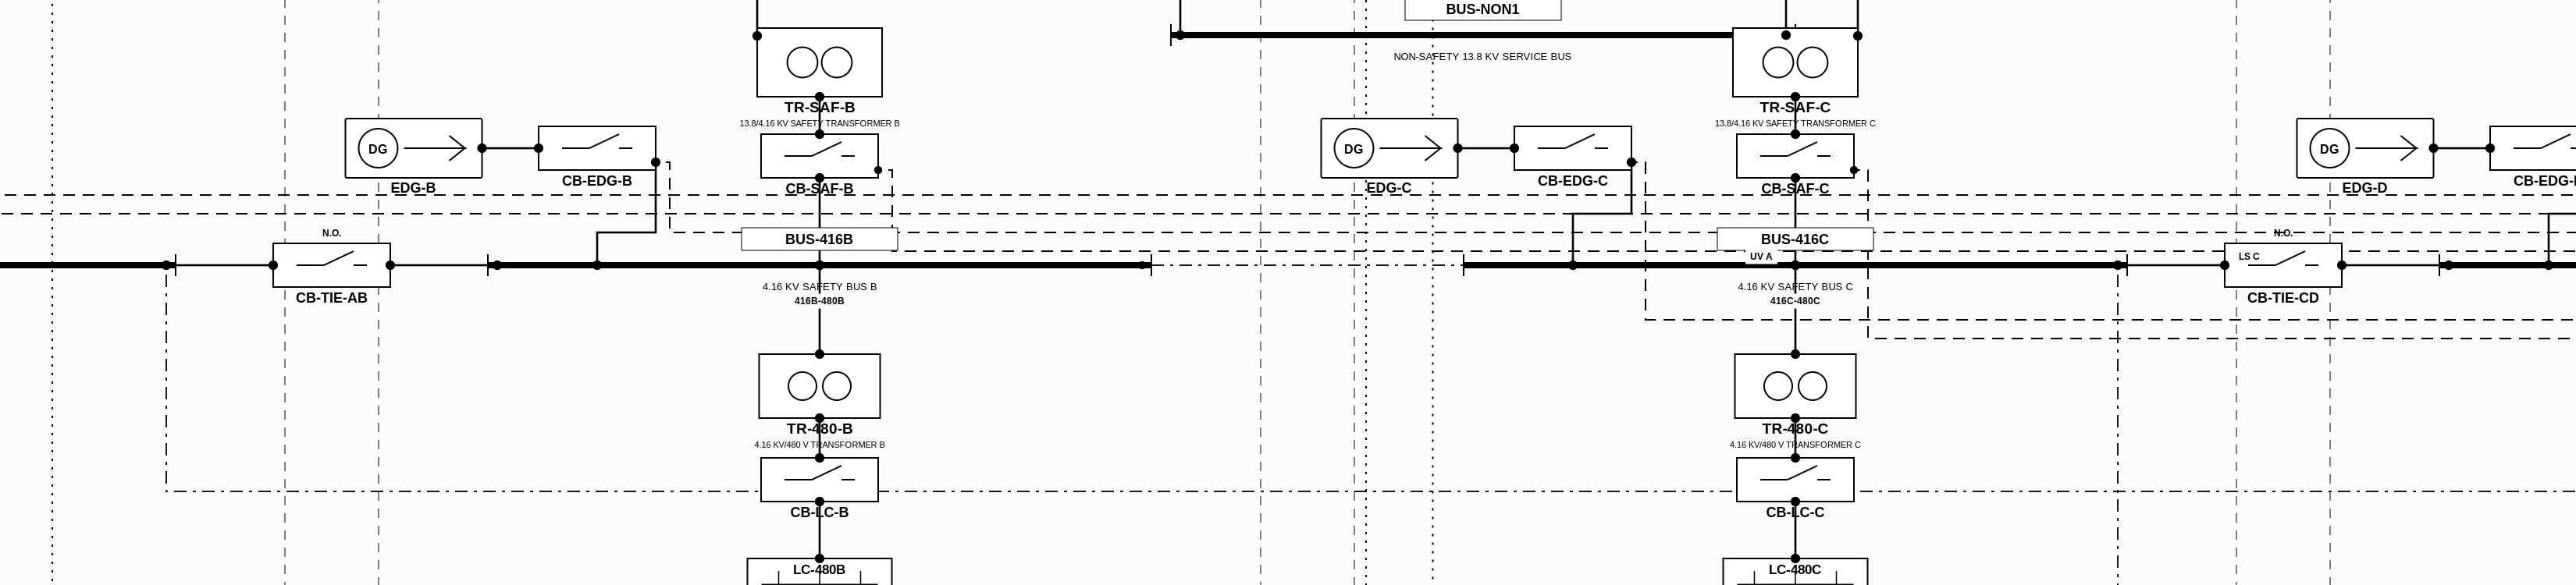 BUS-NON1
NON-SAFETY 13.8 KV SERVICE BUS
TR-SAF-B
13.8/4.16 KV SAFETY TRANSFORMER B
TR-SAF-C
13.8/4.16 KV SAFETY TRANSFORMER C
DG
EDG-B
CB-EDG-B
CB-SAF-B
DG
EDG-C
CB-EDG-C
CB-SAF-C
DG
EDG-D
CB-EDG-
N.O.
CB-TIE-AB
BUS-416B
4.16 KV SAFETY BUS B
416B-480B
BUS-416C
UV A
4.16 KV SAFETY BUS C
416C-480C
N.O.
LS C
CB-TIE-CD
TR-480-B
4.16 KV/480 V TRANSFORMER B
TR-480-C
4.16 KV/480 V TRANSFORMER C
CB-LC-B
CB-LC-C
LC-480B
LC-480C